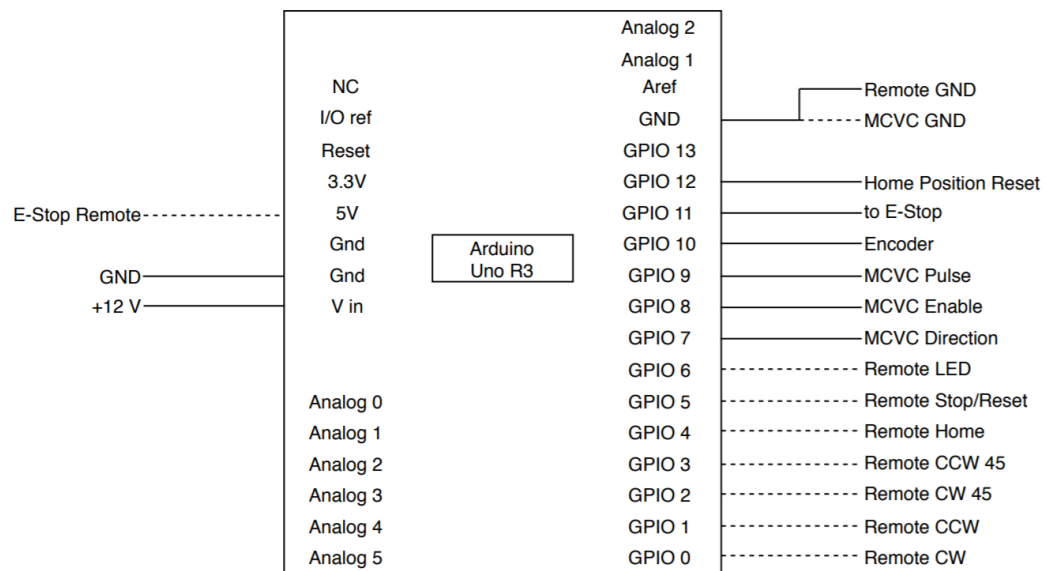 Analog 2
Analog 1
NC Aref Remote GND
I/O ref GND MCVC GND
Reset GPIO 13
3.3V GPIO 12 Home Position Reset
E-Stop Remote 5V GPIO 11 to E-Stop
Gnd Arduino GPIO 10 Encoder
GND Gnd Uno R3 GPIO 9 MCVC Pulse
+12 V V in GPIO 8 MCVC Enable
GPIO 7 MCVC Direction
GPIO 6 Remote LED
Analog 0 GPIO 5 Remote Stop/Reset
Analog 1 GPIO 4 Remote Home
Analog 2 GPIO 3 Remote CCW 45
Analog 3 GPIO 2 Remote CW 45
Analog 4 GPIO 1 Remote CCW
Analog 5 GPIO 0 Remote CW